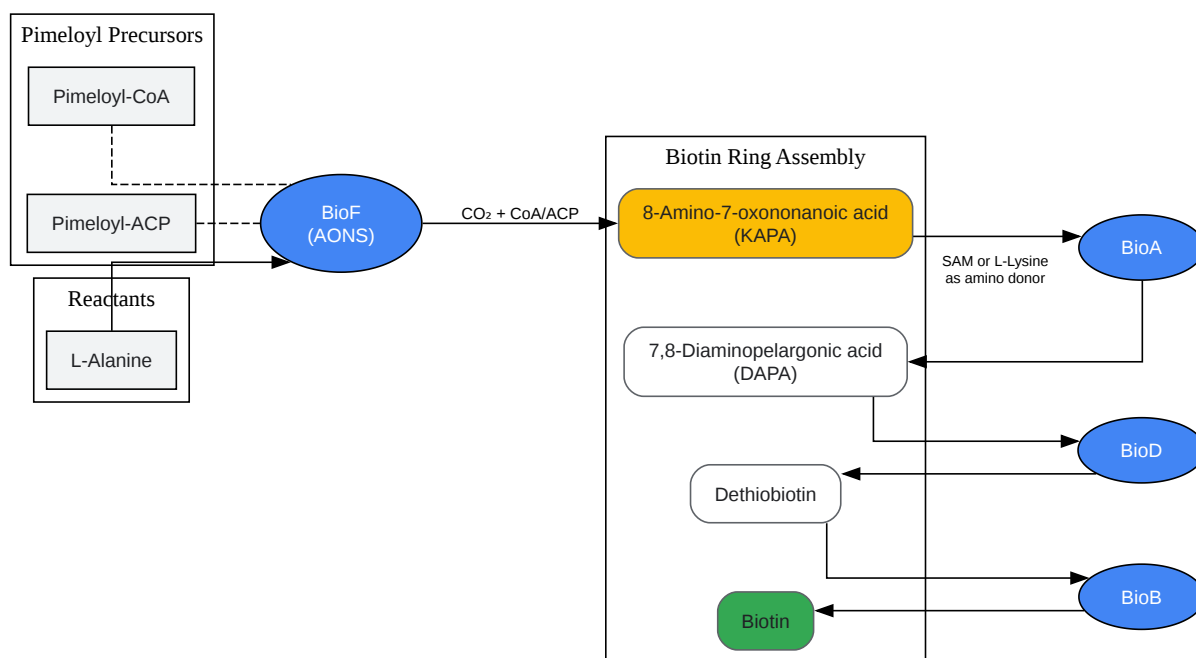 Pimeloyl Precursors
Pimeloyl-CoA
Pimeloyl-ACP
Reactants
L-Alanine
BioF
(AONS)
CO₂ + CoA/ACP
Biotin Ring Assembly
8-Amino-7-oxononanoic acid
(KAPA)
SAM or L-Lysine
as amino donor
BioA
7,8-Diaminopelargonic acid
(DAPA)
BioD
Dethiobiotin
BioB
Biotin